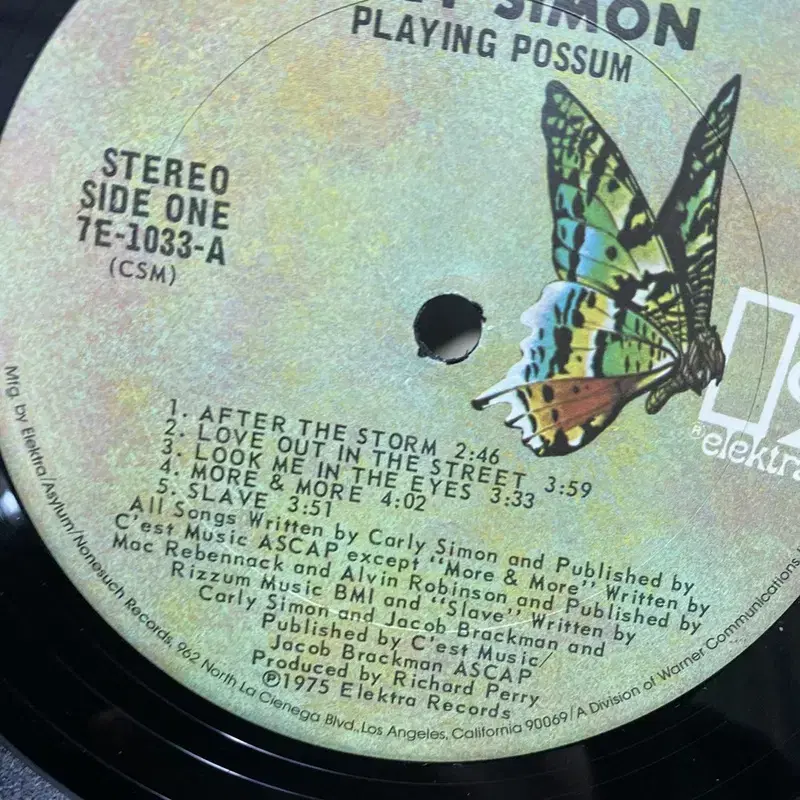 SIMON
PLAYING POSSUM
STEREO
SIDE ONE
7E-1033-A
(CSM)
1. AFTER THE STORM 2:46
2. LOVE OUT IN THE STREET 3:59
3. LOOK ME IN THE EYES 3:33
4. MORE & MORE 4:02
5. SLAVE 3:51
All Songs Written by Carly Simon and Published by
C'est Music ASCAP except "More & More" Written by
Mac Rebennack and Alvin Robinson and Published by
Rizzum Music BMI and "Slave" Written by
Carly Simon and Jacob Brackman and
Published by C'est Music/
Jacob Brackman ASCAP
Produced by Richard Perry
℗1975 Elektra Records
®elektra
Mfg. by Elektra/Asylum/Nonesuch Records, 962 North La Cienega Blvd., Los Angeles, California 90069/A Division of Warner Communications